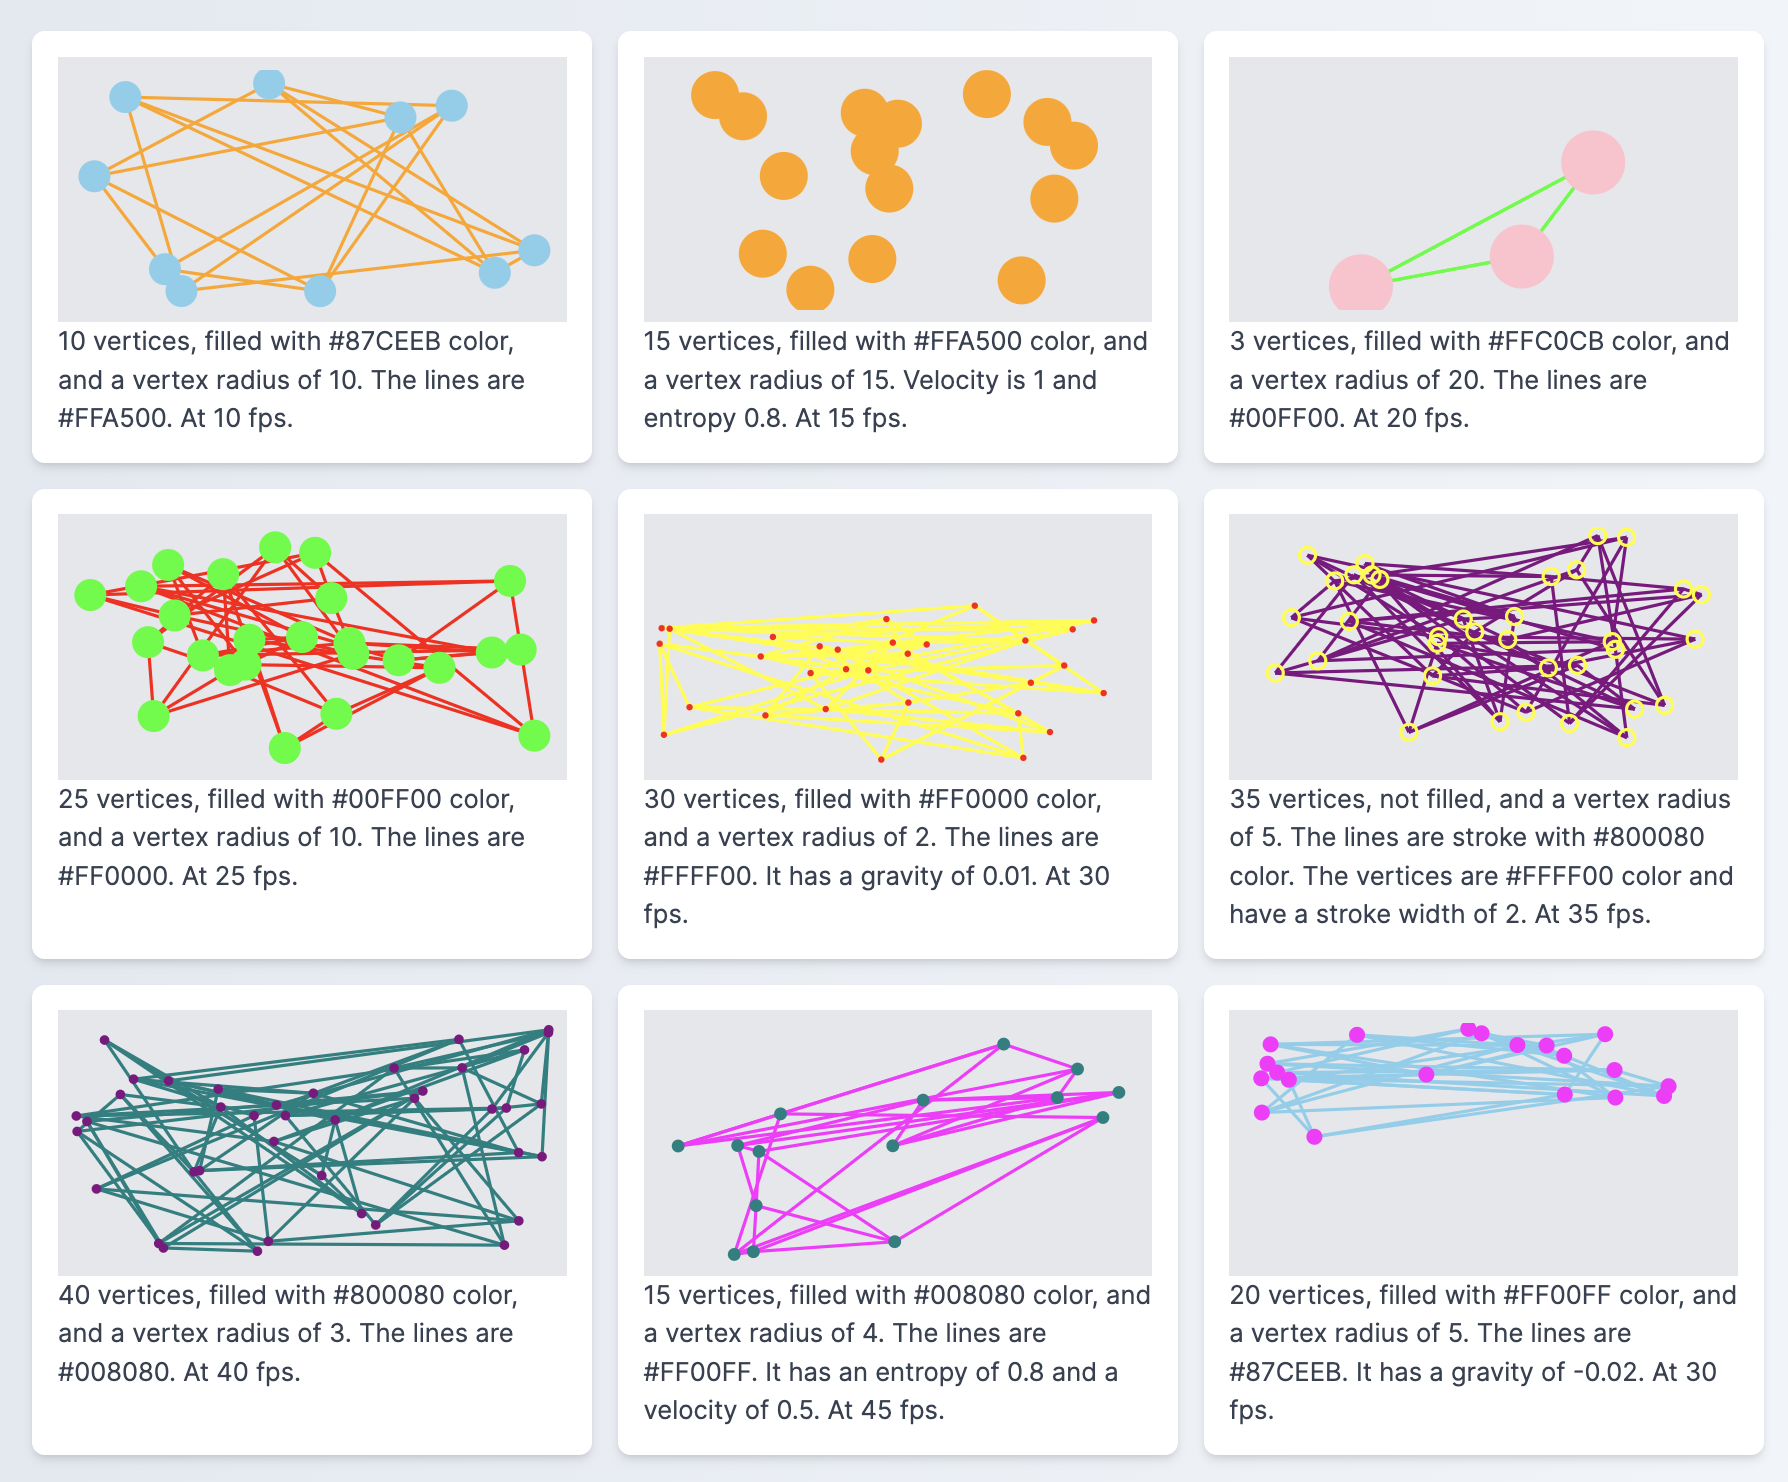 10 vertices, filled with #87CEEB color,
and a vertex radius of 10. The lines are
#FFA500. At 10 fps.
15 vertices, filled with #FFA500 color, and
a vertex radius of 15. Velocity is 1 and
entropy 0.8. At 15 fps.
3 vertices, filled with #FFC0CB color, and
a vertex radius of 20. The lines are
#00FF00. At 20 fps.
25 vertices, filled with #00FF00 color,
and a vertex radius of 10. The lines are
#FF0000. At 25 fps.
30 vertices, filled with #FF0000 color,
and a vertex radius of 2. The lines are
#FFFF00. It has a gravity of 0.01. At 30
fps.
35 vertices, not filled, and a vertex radius
of 5. The lines are stroke with #800080
color. The vertices are #FFFF00 color and
have a stroke width of 2. At 35 fps.
40 vertices, filled with #800080 color,
and a vertex radius of 3. The lines are
#008080. At 40 fps.
15 vertices, filled with #008080 color, and
a vertex radius of 4. The lines are
#FF00FF. It has an entropy of 0.8 and a
velocity of 0.5. At 45 fps.
20 vertices, filled with #FF00FF color, and
a vertex radius of 5. The lines are
#87CEEB. It has a gravity of -0.02. At 30
fps.